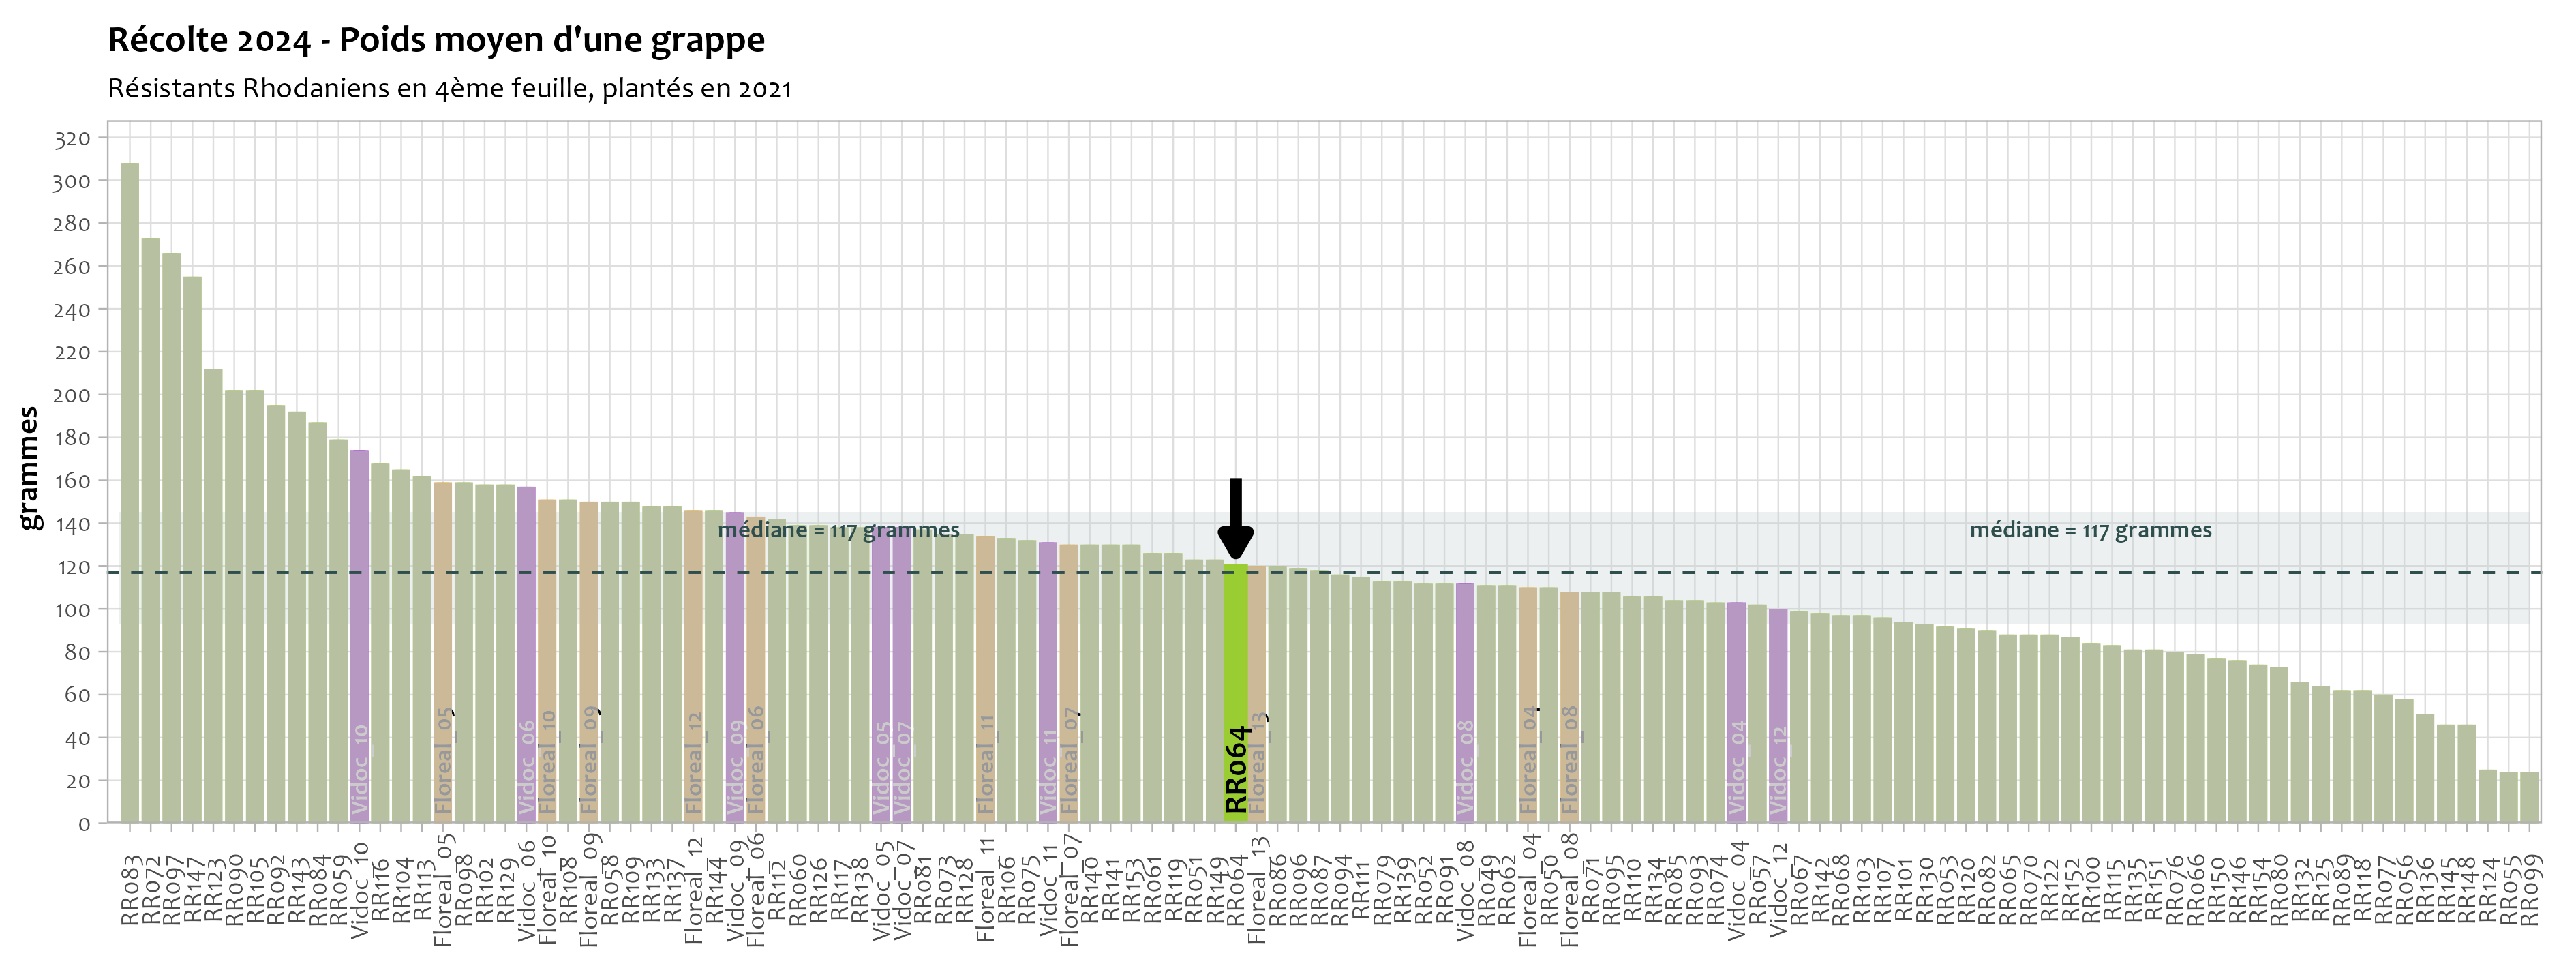 Récolte 2024 - Poids moyen d'une grappe
Résistants Rhodaniens en 4ème feuille, plantés en 2021
grammes
320
300
280
260
240
220
200
180
160
140
120
100
80
60
40
20
0
médiane = 117 grammes
médiane = 117 grammes
Vidoc_10
Floreal_05
Vidoc_06
Floreal_10
Floreal_09
Floreal_12
Vidoc_09
Floreal_06
Vidoc_05
Vidoc_07
Floreal_11
Vidoc_11
Floreal_07
RR064
Floreal_13
Vidoc_08
Floreal_04
Floreal_08
Vidoc_04
Vidoc_12
RR083
RR072
RR097
RR147
RR123
RR090
RR105
RR092
RR143
RR084
RR059
Vidoc_10
RR116
RR104
RR113
Floreal_05
RR098
RR102
RR129
Vidoc_06
Floreal_10
RR108
Floreal_09
RR058
RR109
RR133
RR137
Floreal_12
RR144
Vidoc_09
Floreal_06
RR112
RR060
RR126
RR117
RR138
Vidoc_05
Vidoc_07
RR081
RR073
RR128
Floreal_11
RR106
RR075
Vidoc_11
Floreal_07
RR140
RR141
RR153
RR061
RR119
RR051
RR149
RR064
Floreal_13
RR086
RR096
RR087
RR094
RR111
RR079
RR139
RR052
RR091
Vidoc_08
RR049
RR062
Floreal_04
RR050
Floreal_08
RR071
RR095
RR110
RR134
RR085
RR093
RR074
Vidoc_04
RR057
Vidoc_12
RR067
RR142
RR068
RR103
RR107
RR101
RR130
RR053
RR120
RR082
RR065
RR070
RR122
RR152
RR100
RR115
RR135
RR151
RR076
RR066
RR150
RR146
RR154
RR080
RR132
RR125
RR089
RR118
RR077
RR056
RR136
RR145
RR148
RR124
RR055
RR099